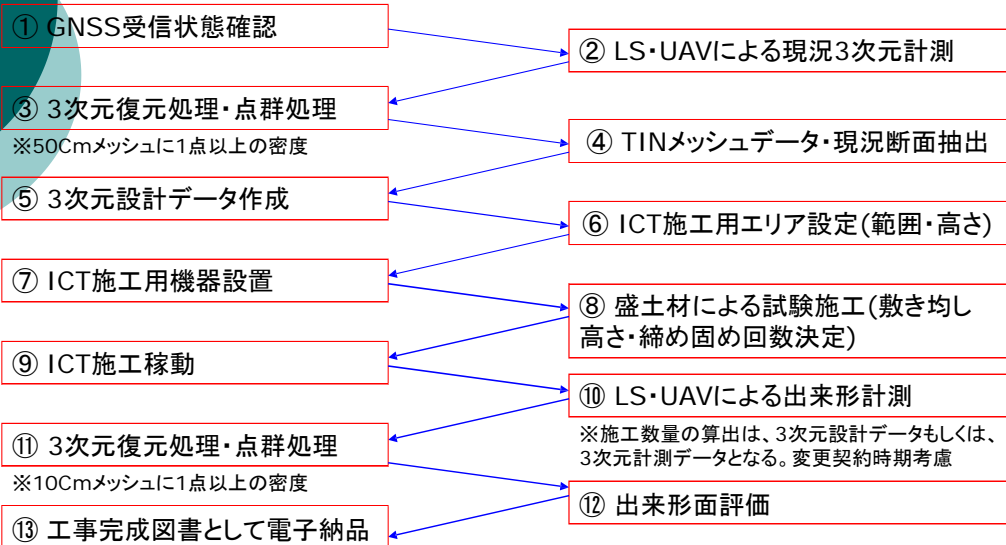 ① GNSS受信状態確認
② LS・UAVによる現況3次元計測
③ 3次元復元処理・点群処理
※50Cmメッシュに1点以上の密度
④ TINメッシュデータ・現況断面抽出
⑤ 3次元設計データ作成
⑥ ICT施工用エリア設定(範囲・高さ)
⑦ ICT施工用機器設置
⑧ 盛土材による試験施工(敷き均し
高さ・締め固め回数決定)
⑨ ICT施工稼動
⑩ LS・UAVによる出来形計測
※施工数量の算出は、3次元設計データもしくは、
3次元計測データとなる。変更契約時期考慮
⑪ 3次元復元処理・点群処理
※10Cmメッシュに1点以上の密度
⑫ 出来形面評価
⑬ 工事完成図書として電子納品